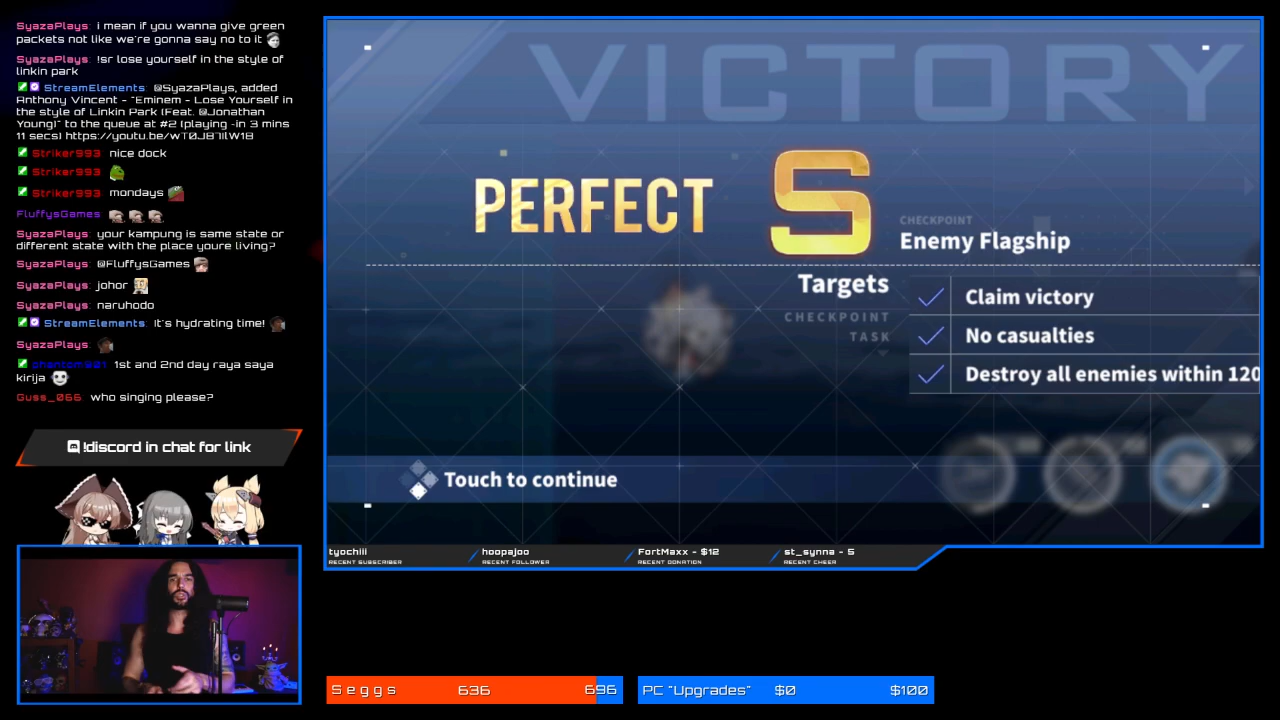 SyazaPlays: i mean if you wanna give green
packets not like we're gonna say no to it
SyazaPlays: !sr lose yourself in the style of
linkin park
StreamElements: @SyazaPlays, added
Anthony Vincent - "Eminem - Lose Yourself in
the style of Linkin Park (Feat. @Jonathan
Young)" to the queue at #2 (playing ~in 3 mins
11 secs)
Striker993 nice dock
Striker993
Striker993 mondays
FluffysGames
SyazaPlays: your kampung is same state or
different state with the place youre living?
SyazaPlays: @FluffysGames
SyazaPlays: johor
SyazaPlays: naruhodo
StreamElements: It's hydrating time!
SyazaPlays:
phantom901 1st and 2nd day raya saya
kirija
Guss_066 who singing please?
!discord in chat for link
VICTORY
PERFECT S
CHECKPOINT
Enemy Flagship
Targets
CHECKPOINT
TASK
Claim victory
No casualties
Destroy all enemies within 120
Touch to continue
tyochiii
RECENT SUBSCRIBER
hoopajoo
RECENT FOLLOWER
FortMaxx - $12
RECENT DONATION
st_synna - 5
RECENT CHEER
Seggs 636 696
PC "Upgrades" $0 $100